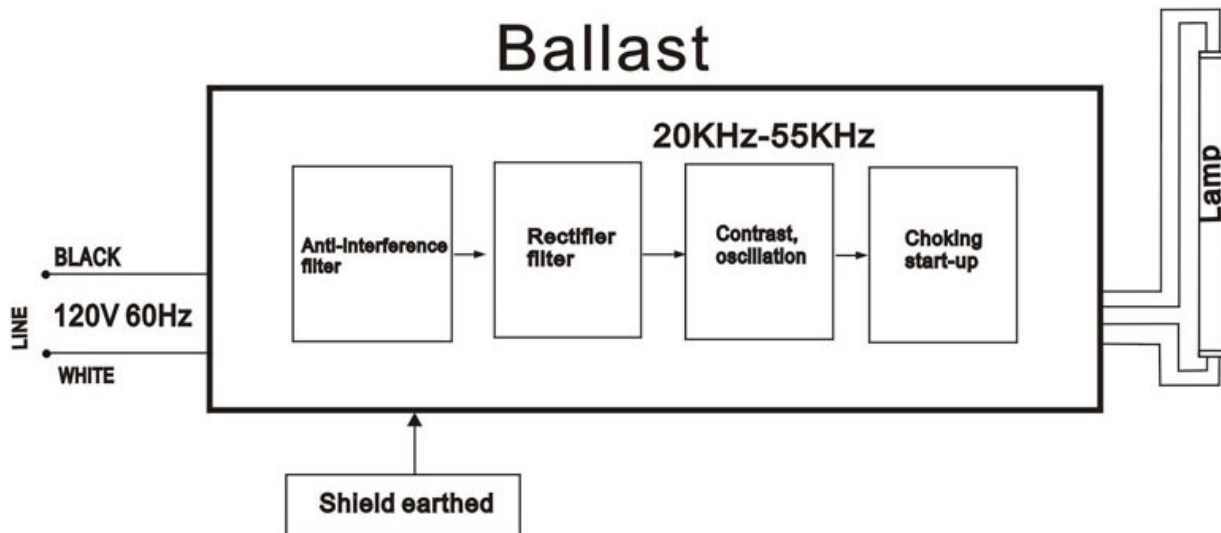 Ballast
20KHz-55KHz
Anti-interference
filter
Rectifier
filter
Contrast,
oscillation
Choking
start-up
BLACK
LINE
120V 60Hz
WHITE
Lamp
Shield earthed